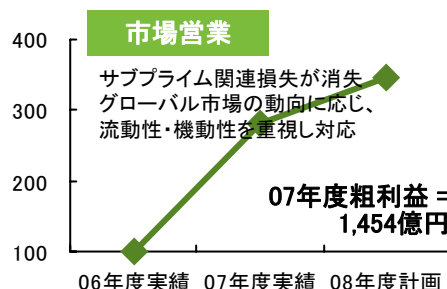 市場営業
サブプライム関連損失が消失
グローバル市場の動向に応じ、
流動性・機動性を重視し対応
400
300
200
100
07年度粗利益＝
1,454億円
06年度実績 07年度実績 08年度計画